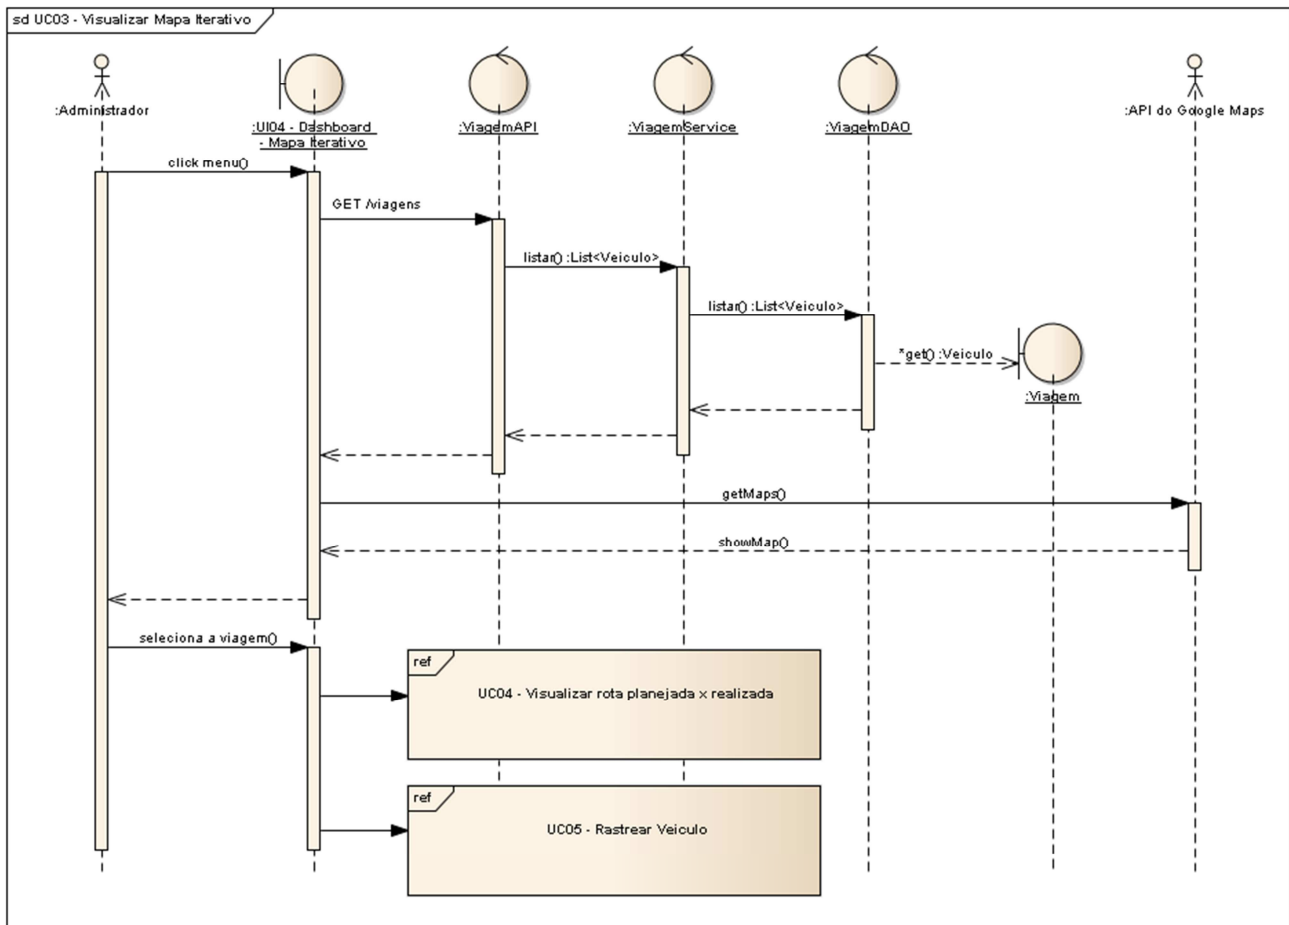 sd UC03 - Visualizar Mapa Iterativo
:Administrador
:UI04 - Dashboard
- Mapa Iterativo
:ViagemAPI
:ViagemService
:ViagemDAO
:API do Google Maps
click menu()
GET /viagens
listar() :List<Veiculo>
listar() :List<Veiculo>
*get() :Veiculo
:Viagem
getMaps()
showMap()
seleciona a viagem()
ref
UC04 - Visualizar rota planejada x realizada
ref
UC05 - Rastrear Veiculo